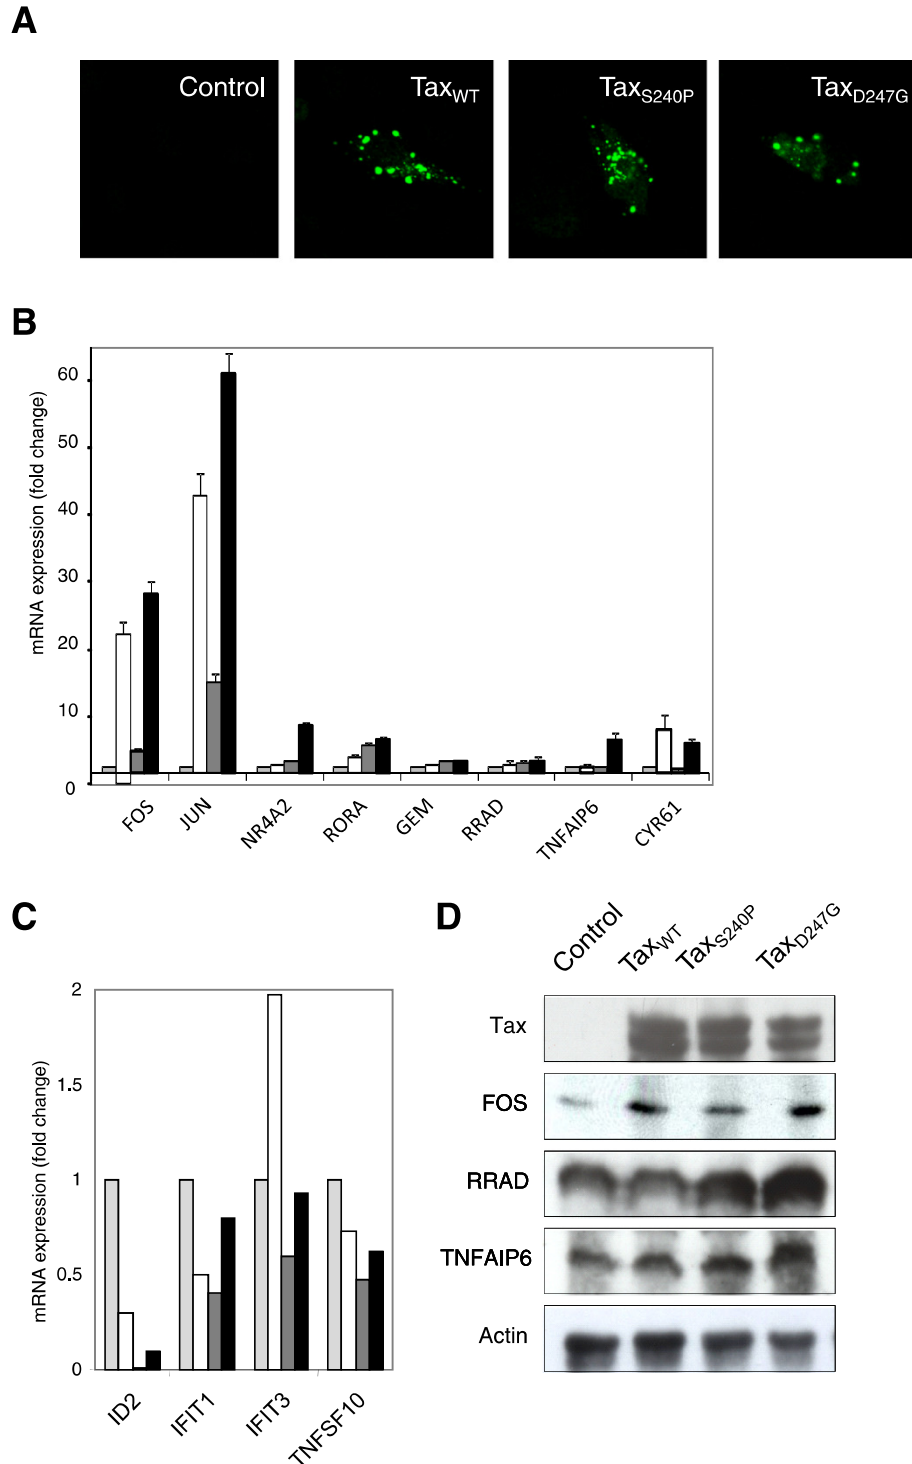 A
Control
TaxWT
TaxS240P
TaxD247G
B
mRNA expression (fold change)
60
50
40
30
20
10
0
FOS
JUN
NR4A2
RORA
GEM
RRAD
TNFAIP6
CYR61
C
mRNA expression (fold change)
2
1.5
1
0.5
0
ID2
IFIT1
IFIT3
TNFSF10
D
Control
TaxWT
TaxS240P
TaxD247G
Tax
FOS
RRAD
TNFAIP6
Actin